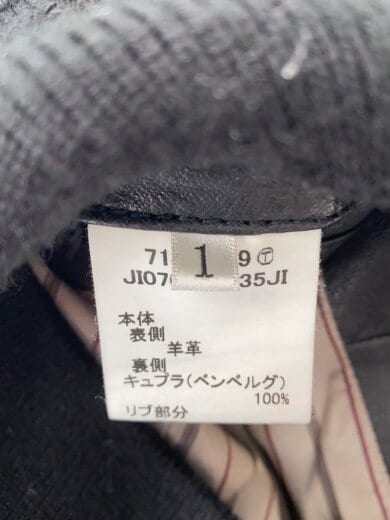 71 1 9Ⓣ
JI07 35JI
本体
表側
羊革
裏側
キュプラ(ベンベルグ)
100%
リブ部分